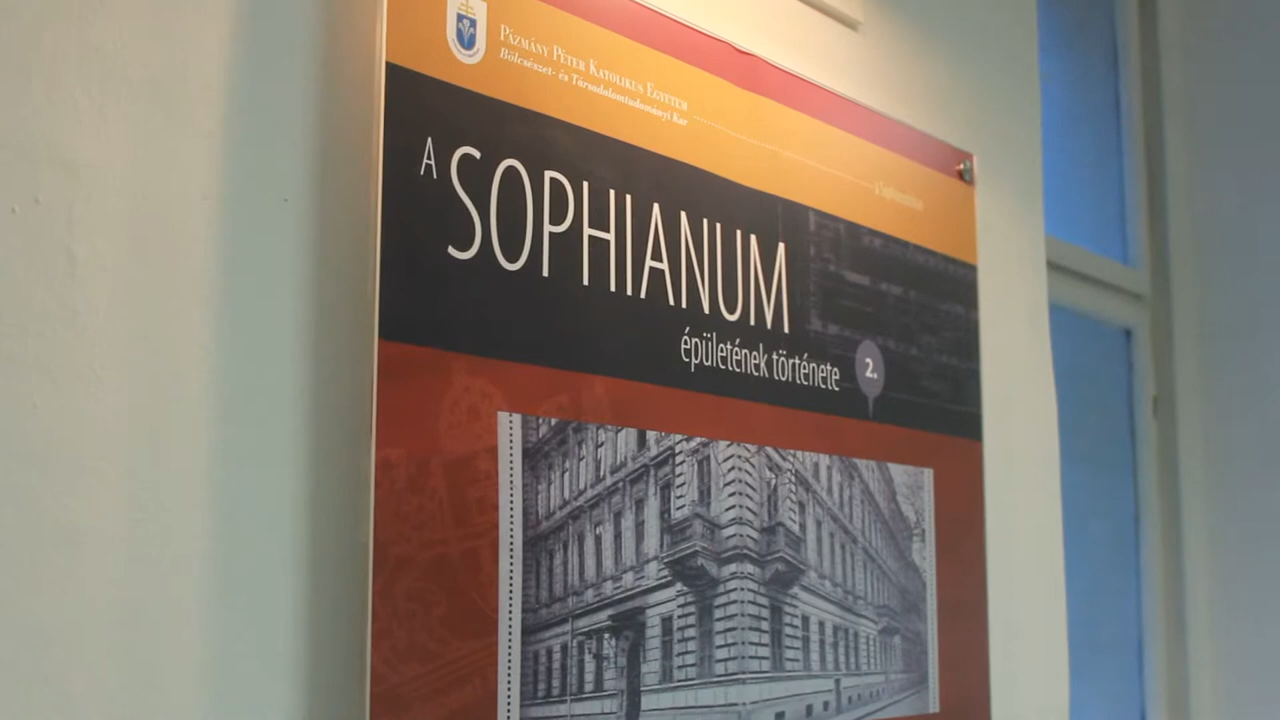 PÁZMÁNY PÉTER KATOLIKUS EGYETEM
Bölcsészet- és Társadalomtudományi Kar
A SOPHIANUM
épületének története
2.